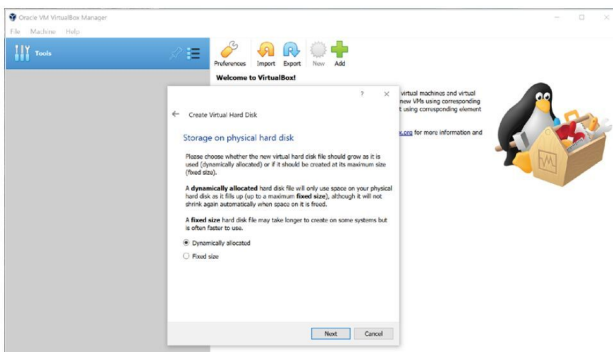 Oracle VM VirtualBox Manager
File Machine Help
Tools
Preferences Import Export New Add
Welcome to VirtualBox!
virtual machines and virtual
new VMs using corresponding
using corresponding element
for more information and
? ×
Create Virtual Hard Disk
Storage on physical hard disk
Please choose whether the new virtual hard disk file should grow as it is
used (dynamically allocated) or if it should be created at its maximum size
(fixed size).
A dynamically allocated hard disk file will only use space on your physical
hard disk as it fills up (up to a maximum fixed size), although it will not
shrink again automatically when space on it is freed.
A fixed size hard disk file may take longer to create on some systems but
is often faster to use.
Dynamically allocated
Fixed size
Next Cancel